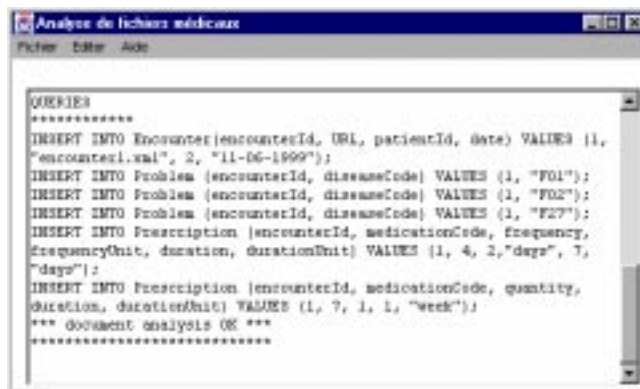 Analyse de fichiers médicaux
Fichier Editer Aide
QUERIES
************
INSERT INTO Encounter(encounterId, URL, patientId, date) VALUES (1,
"encounter1.xml", 2, "11-06-1999");
INSERT INTO Problem (encounterId, diseaseCode) VALUES (1, "F01");
INSERT INTO Problem (encounterId, diseaseCode) VALUES (1, "F02");
INSERT INTO Problem (encounterId, diseaseCode) VALUES (1, "F27");
INSERT INTO Prescription (encounterId, medicationCode, frequency,
frequencyUnit, duration, durationUnit) VALUES (1, 4, 2,"days", 7,
"days");
INSERT INTO Prescription (encounterId, medicationCode, quantity,
duration, durationUnit) VALUES (1, 7, 1, 1, "week");
*** document analysis OK ***
****************************